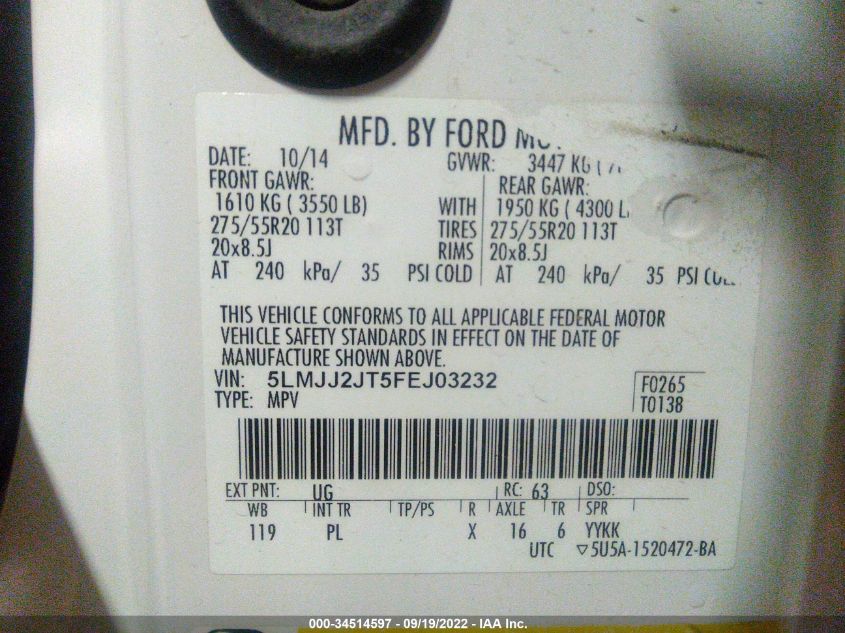 MFD. BY FORD
DATE: 10/14 GVWR: 3447 KG
FRONT GAWR: REAR GAWR:
1610 KG ( 3550 LB) WITH 1950 KG ( 4300 L
275/55R20 113T TIRES 275/55R20 113T
20x8.5J RIMS 20x8.5J
AT 240 kPa/ 35 PSI COLD AT 240 kPa/ 35 PSI
THIS VEHICLE CONFORMS TO ALL APPLICABLE FEDERAL MOTOR
VEHICLE SAFETY STANDARDS IN EFFECT ON THE DATE OF
MANUFACTURE SHOWN ABOVE.
VIN: 5LMJJ2JT5FEJ03232 F0265
TYPE: MPV T0138
EXT PNT: UG RC: 63 DSO:
WB INT TR TP/PS R AXLE TR SPR
119 PL X 16 6 YYKK
UTC ▽5U5A-1520472-BA
000-34514597 - 09/19/2022 - IAA Inc.